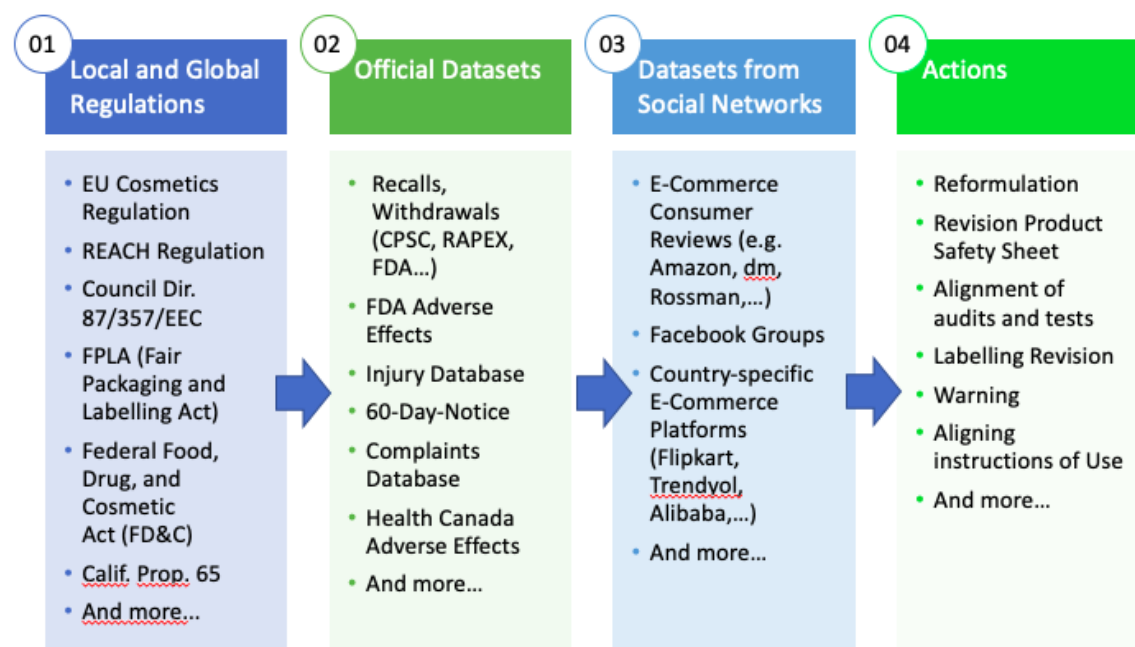 01
Local and Global
Regulations
• EU Cosmetics
Regulation
• REACH Regulation
• Council Dir.
87/357/EEC
• FPLA (Fair
Packaging and
Labelling Act)
• Federal Food,
Drug, and
Cosmetic
Act (FD&C)
• Calif. Prop. 65
• And more...
02
Official Datasets
• Recalls,
Withdrawals
(CPSC, RAPEX,
FDA...)
• FDA Adverse
Effects
• Injury Database
• 60-Day-Notice
• Complaints
Database
• Health Canada
Adverse Effects
• And more...
03
Datasets from
Social Networks
• E-Commerce
Consumer
Reviews (e.g.
Amazon, dm,
Rossman,...)
• Facebook Groups
• Country-specific
E-Commerce
Platforms
(Flipkart,
Trendyol,
Alibaba,...)
• And more...
04
Actions
• Reformulation
• Revision Product
Safety Sheet
• Alignment of
audits and tests
• Labelling Revision
• Warning
• Aligning
instructions of Use
• And more...